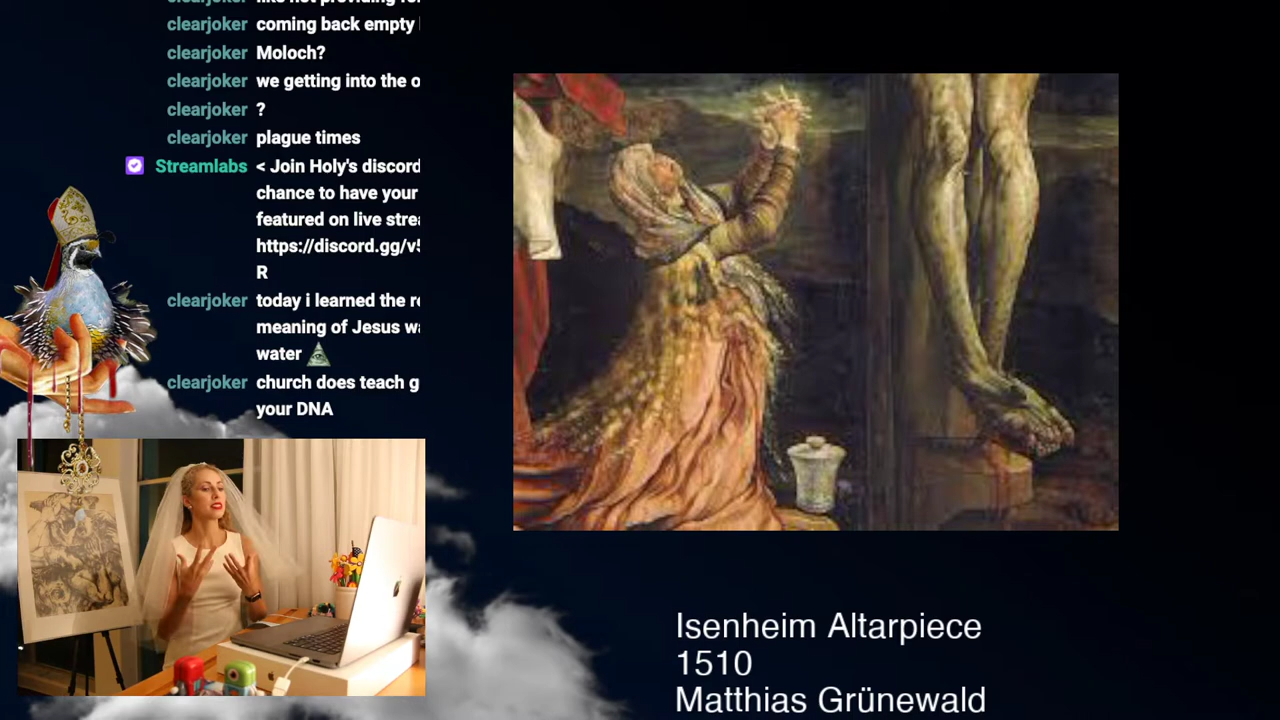 clearjoker coming back empty
clearjoker Moloch?
clearjoker we getting into the o
clearjoker ?
clearjoker plague times
Streamlabs < Join Holy's discord
chance to have your
featured on live strea
https://discord.gg/v5
R
clearjoker today i learned the re
meaning of Jesus wa
water
clearjoker church does teach g
your DNA
Isenheim Altarpiece
1510
Matthias Grünewald